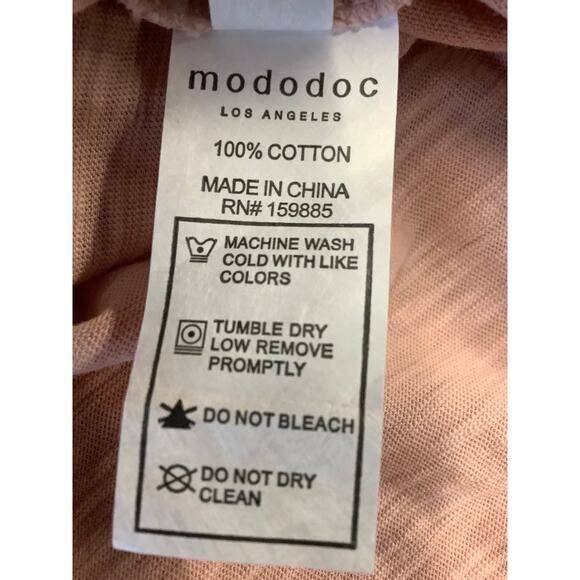 mododoc
LOS ANGELES
100% COTTON
MADE IN CHINA
RN# 159885
MACHINE WASH
COLD WITH LIKE
COLORS
TUMBLE DRY
LOW REMOVE
PROMPTLY
DO NOT BLEACH
DO NOT DRY
CLEAN